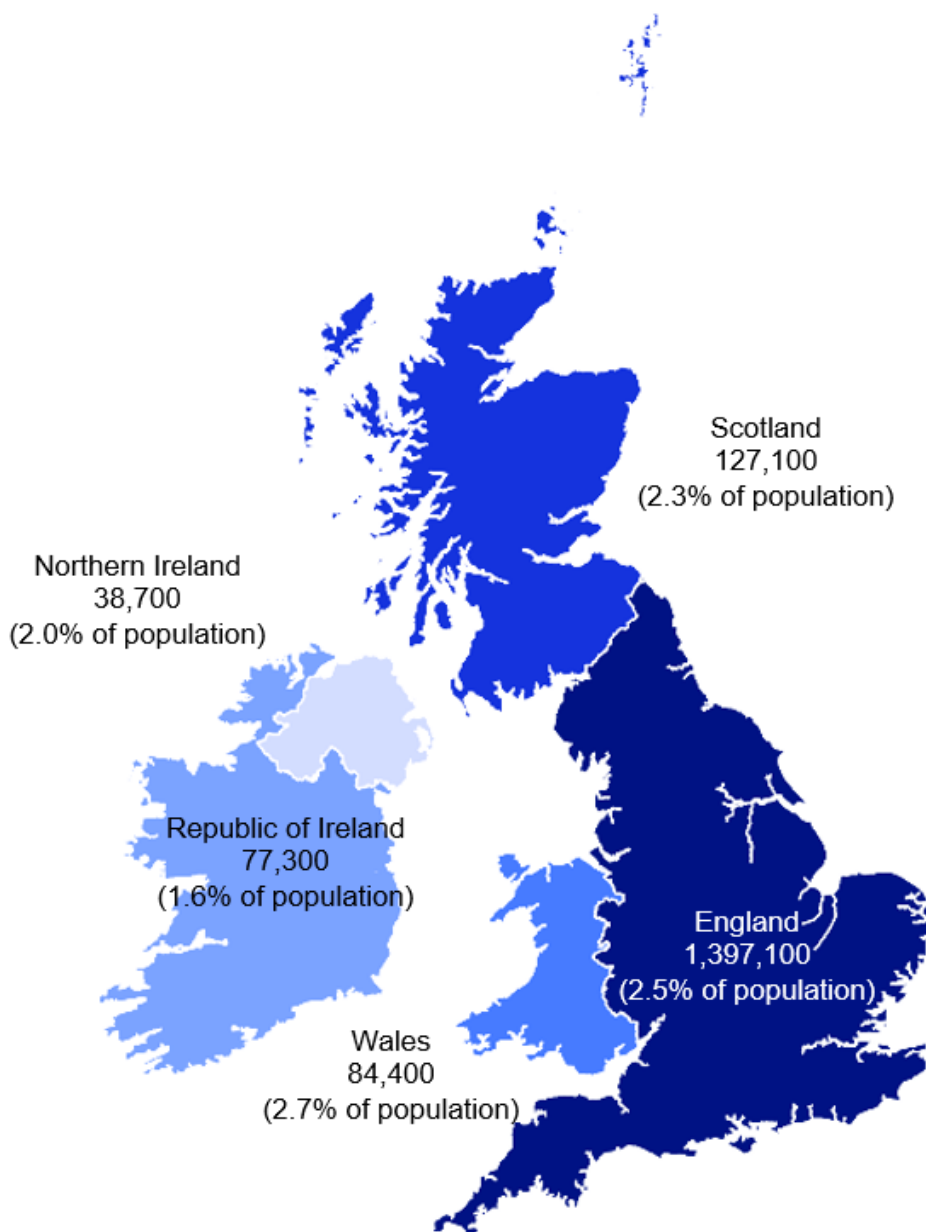 Scotland
127,100
(2.3% of population)
Northern Ireland
38,700
(2.0% of population)
Republic of Ireland
77,300
(1.6% of population)
England
1,397,100
(2.5% of population)
Wales
84,400
(2.7% of population)